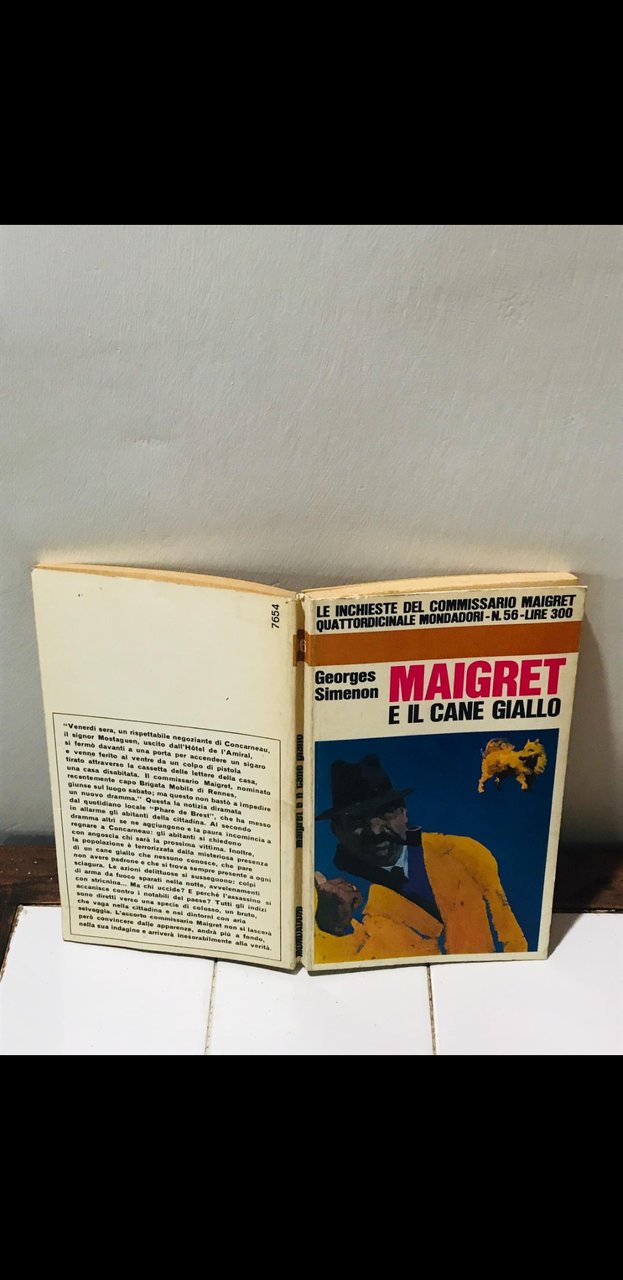 7654
"Venerdì sera, un rispettabile negoziante di Concarneau,
il signor Mostaguen, uscito dall'Hôtel de l'Amiral,
si fermò davanti a una porta per accendere un sigaro
e venne ferito al ventre da un colpo di pistola
tirato attraverso la cassetta delle lettere della casa,
una casa disabitata. Il commissario Maigret, nominato
recentemente capo Brigata Mobile di Rennes,
giunse sul luogo sabato; ma questo non bastò a impedire
un nuovo dramma." Questa la notizia diramata
dal quotidiano locale "Phare de Brest", che ha messo
in allarme gli abitanti della cittadina. Al secondo
dramma altri se ne aggiungono e la paura incomincia a
regnare a Concarneau: gli abitanti si chiedono
con angoscia chi sarà la prossima vittima. Inoltre,
la popolazione è terrorizzata dalla misteriosa presenza
di un cane giallo che nessuno conosce, che pare
non avere padrone e che si trova sempre presente a ogni
sciagura. Le azioni delittuose si susseguono: colpi
di arma da fuoco sparati nella notte, avvelenamenti
con stricnina... Ma chi uccide? E perché l'assassino si
accanisce contro i notabili del paese? Tutti gli indizi
sono diretti verso una specie di colosso, un bruto,
che vaga nella cittadina e nei dintorni con aria
selvaggia. L'accorto commissario Maigret non si lascerà
però convincere dalle apparenze, andrà più a fondo,
nella sua indagine e arriverà inesorabilmente alla verità.
Maigret e il cane giallo
MONDADORI
LE INCHIESTE DEL COMMISSARIO MAIGRET
QUATTORDICINALE MONDADORI - N. 56 - LIRE 300
Georges
Simenon
MAIGRET
E IL CANE GIALLO